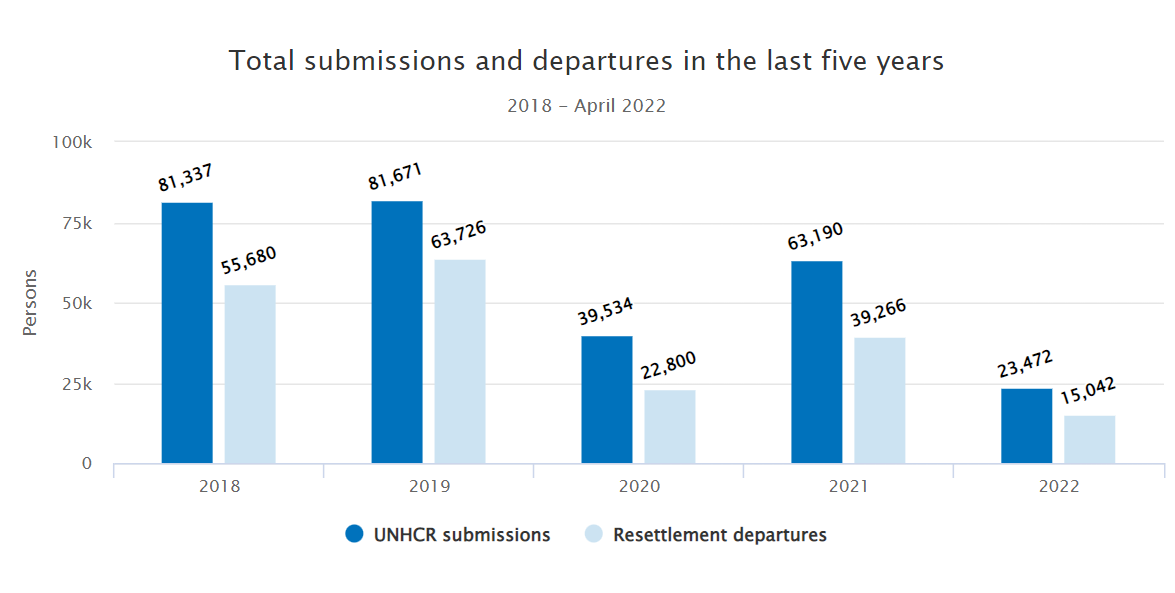 Total submissions and departures in the last five years
2018 – April 2022
100k
75k
50k
25k
0
Persons
81,337
55,680
81,671
63,726
39,534
22,800
63,190
39,266
23,472
15,042
2018
2019
2020
2021
2022
UNHCR submissions
Resettlement departures